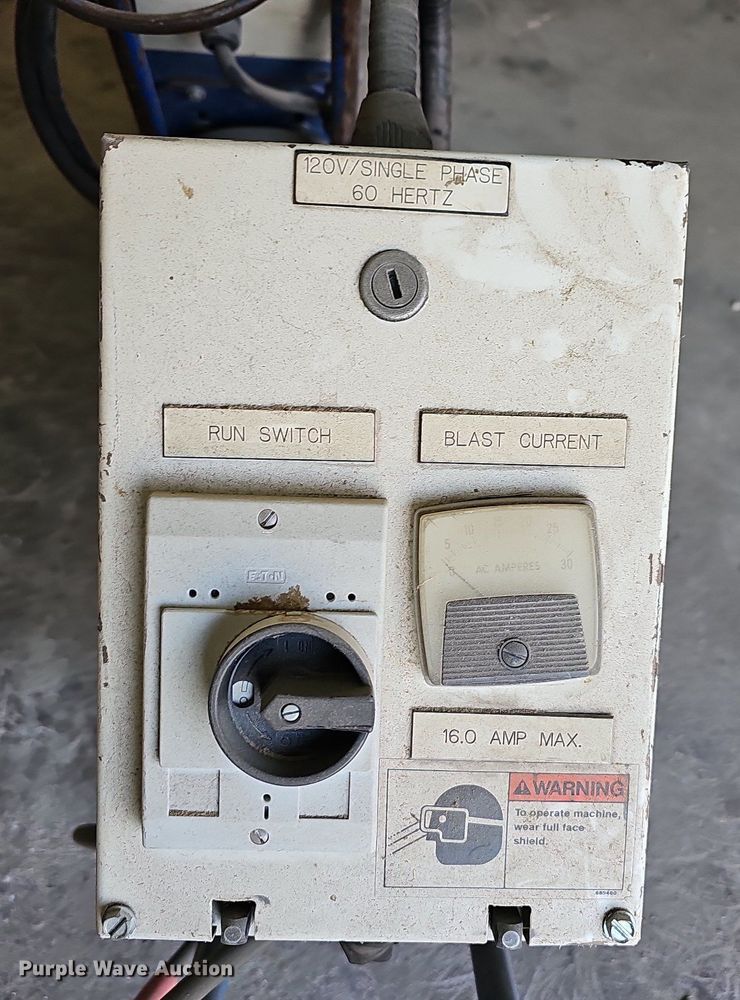 120V/SINGLE PHASE
60 HERTZ
RUN SWITCH
BLAST CURRENT
10
25
5
30
AC AMPERES
E·T·N
ON
16.0 AMP MAX.
WARNING
To operate machine,
wear full face
shield.
Purple Wave Auction